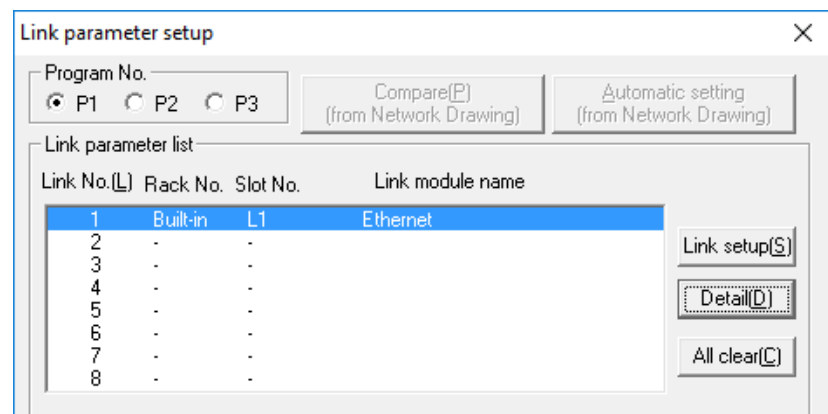 Link parameter setup
Program No.
P1 P2 P3
Compare(P)
(from Network Drawing)
Automatic setting
(from Network Drawing)
Link parameter list
Link No.(L) Rack No. Slot No. Link module name
1 Built-in L1 Ethernet
2 - -
3 - -
4 - -
5 - -
6 - -
7 - -
8 - -
Link setup(S)
Detail(D)
All clear(C)